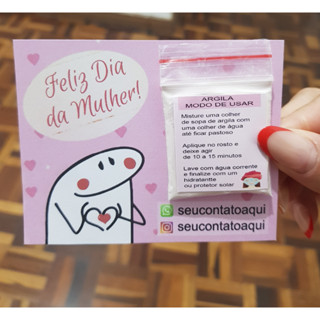 Feliz Dia
da Mulher!
ARGILA
MODO DE USAR
Misture uma colher
de sopa de argila com
uma colher de água
até ficar pastoso
Aplique no rosto e
deixe agir
de 10 a 15 minutos
Lave com água corrente
e finalize com um
hidratante
ou protetor solar
seucontatoaqui
seucontatoaqui